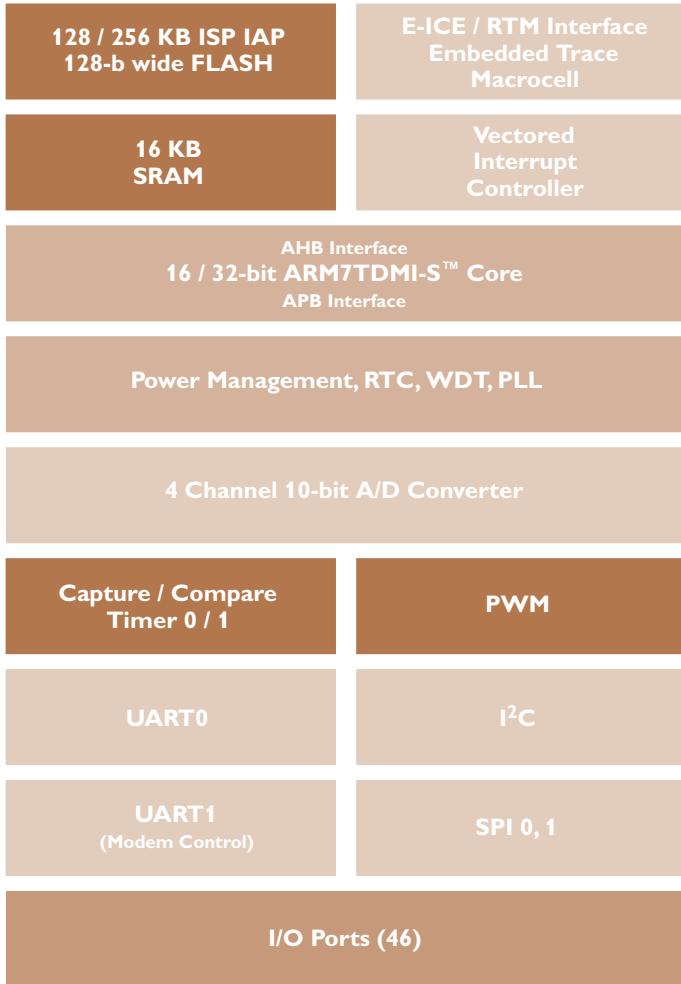 128 / 256 KB ISP IAP
128-b wide FLASH
E-ICE / RTM Interface
Embedded Trace
Macrocell
16 KB
SRAM
Vectored
Interrupt
Controller
AHB Interface
16 / 32-bit ARM7TDMI-S™ Core
APB Interface
Power Management, RTC, WDT, PLL
4 Channel 10-bit A/D Converter
Capture / Compare
Timer 0 / 1
PWM
UART0
I²C
UART1
(Modem Control)
SPI 0, 1
I/O Ports (46)